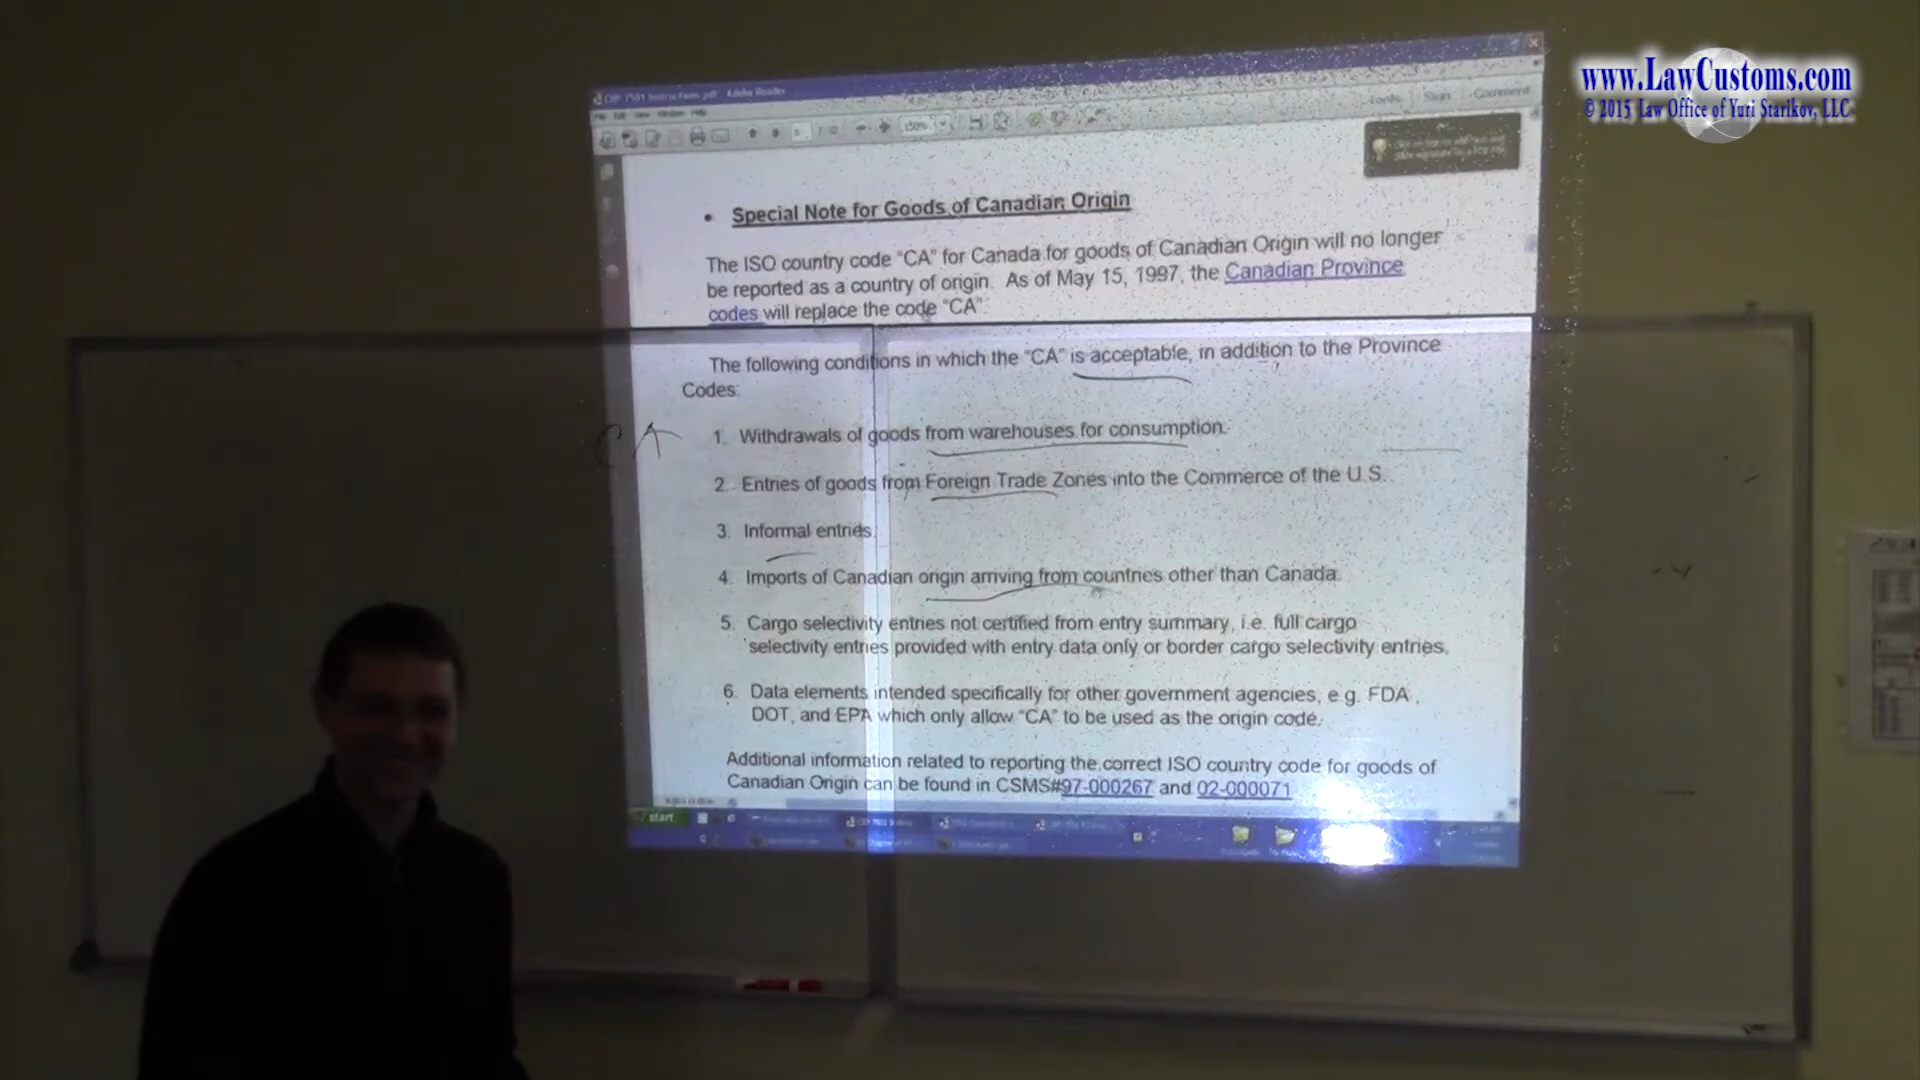 www.LawCustoms.com
© 2015 Law Office of Yuri Starikov, LLC
CBP 7501 Instructions.pdf - Adobe Reader
Sign
Comment
150%
• Special Note for Goods of Canadian Origin
The ISO country code "CA" for Canada for goods of Canadian Origin will no longer
be reported as a country of origin. As of May 15, 1997, the Canadian Province
codes will replace the code "CA".
The following conditions in which the "CA" is acceptable, in addition to the Province
Codes:
CA
1. Withdrawals of goods from warehouses for consumption.
2. Entries of goods from Foreign Trade Zones into the Commerce of the U.S.
3. Informal entries.
4. Imports of Canadian origin arriving from countries other than Canada.
5. Cargo selectivity entries not certified from entry summary, i.e. full cargo
selectivity entries provided with entry data only or border cargo selectivity entries.
6. Data elements intended specifically for other government agencies, e.g. FDA,
DOT, and EPA which only allow "CA" to be used as the origin code.
Additional information related to reporting the correct ISO country code for goods of
Canadian Origin can be found in CSMS#97-000267 and 02-000071
start